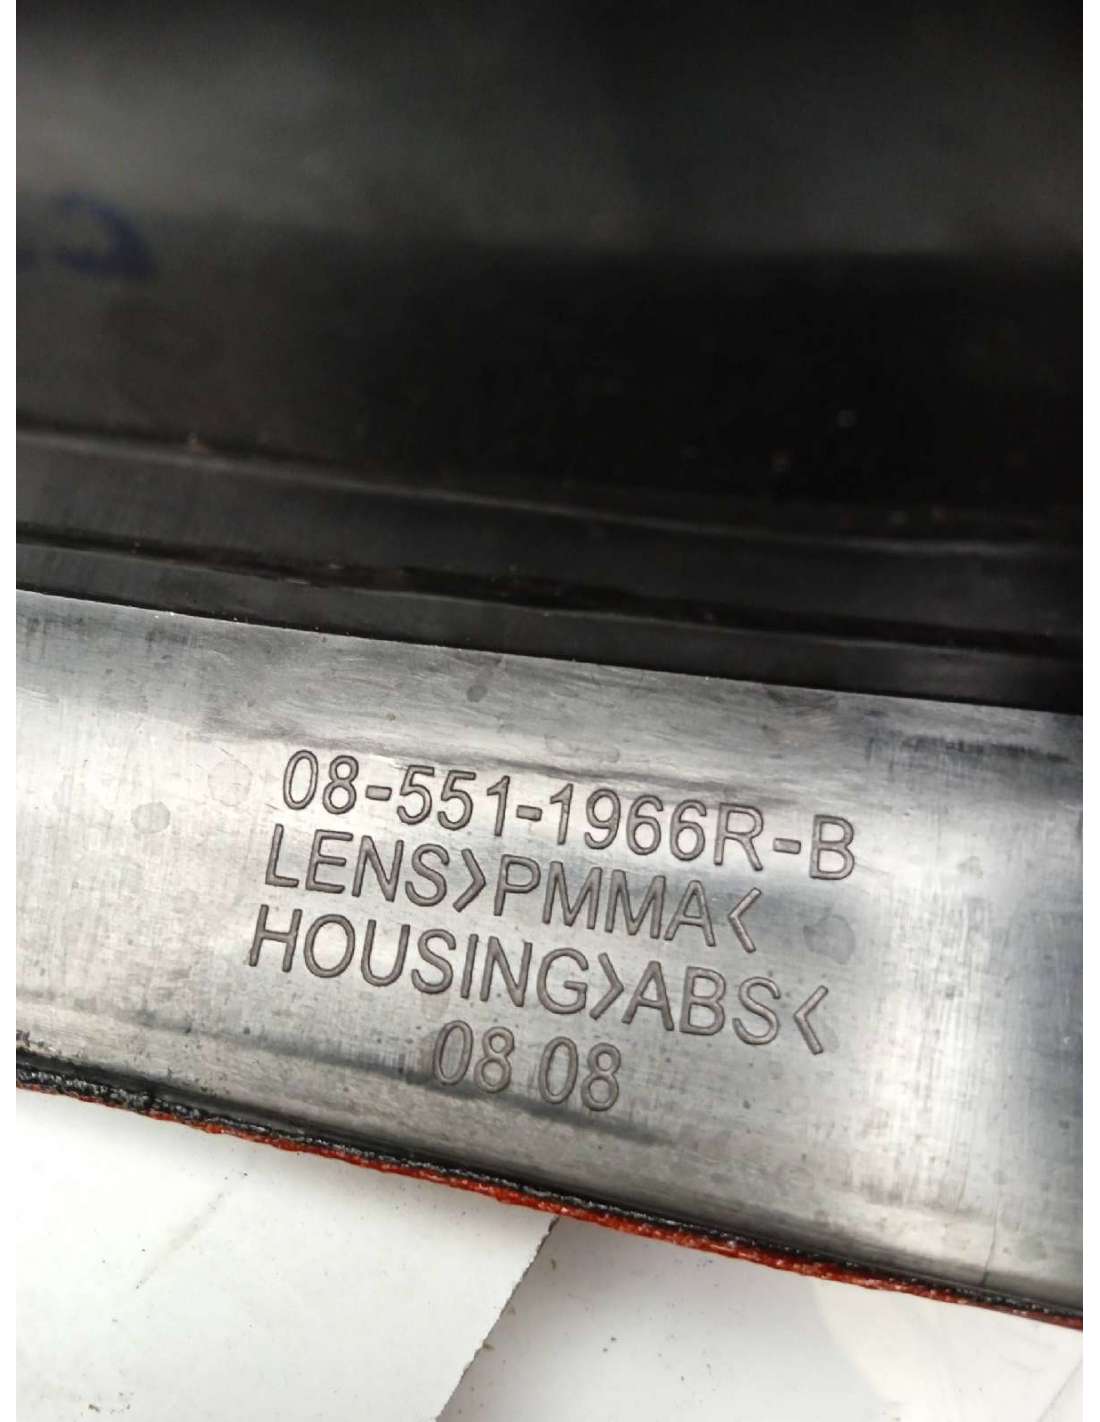 08-551-1966R-B
LENS>PMMA<
HOUSING>ABS<
08 08